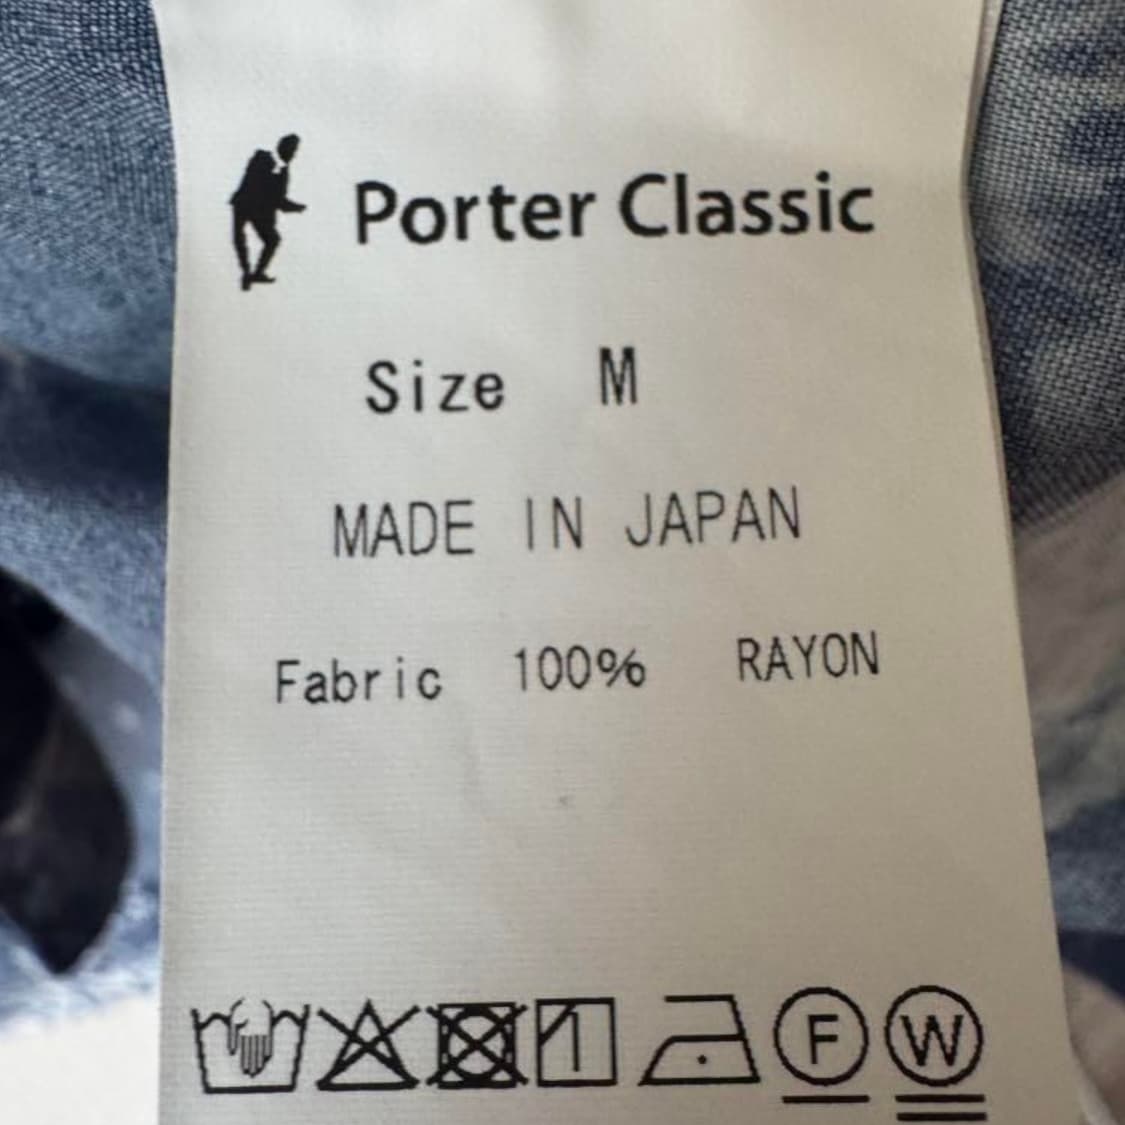 Porter Classic
Size M
MADE IN JAPAN
Fabric 100% RAYON
F W